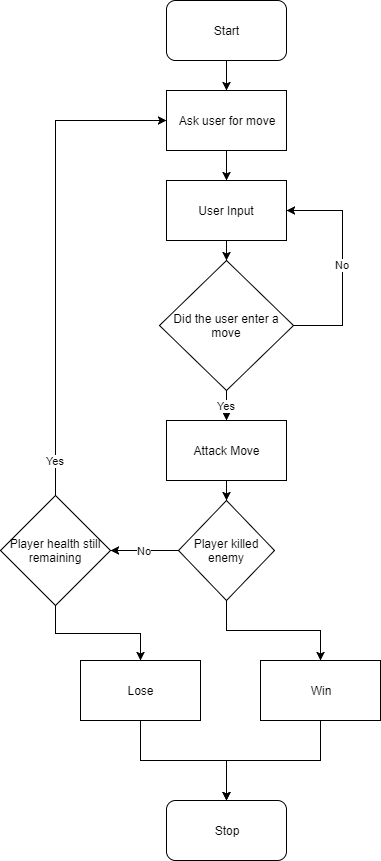 Start
Ask user for move
User Input
No
Did the user enter a
move
Yes
Attack Move
Yes
Player health still
remaining
No
Player killed
enemy
Lose
Win
Stop